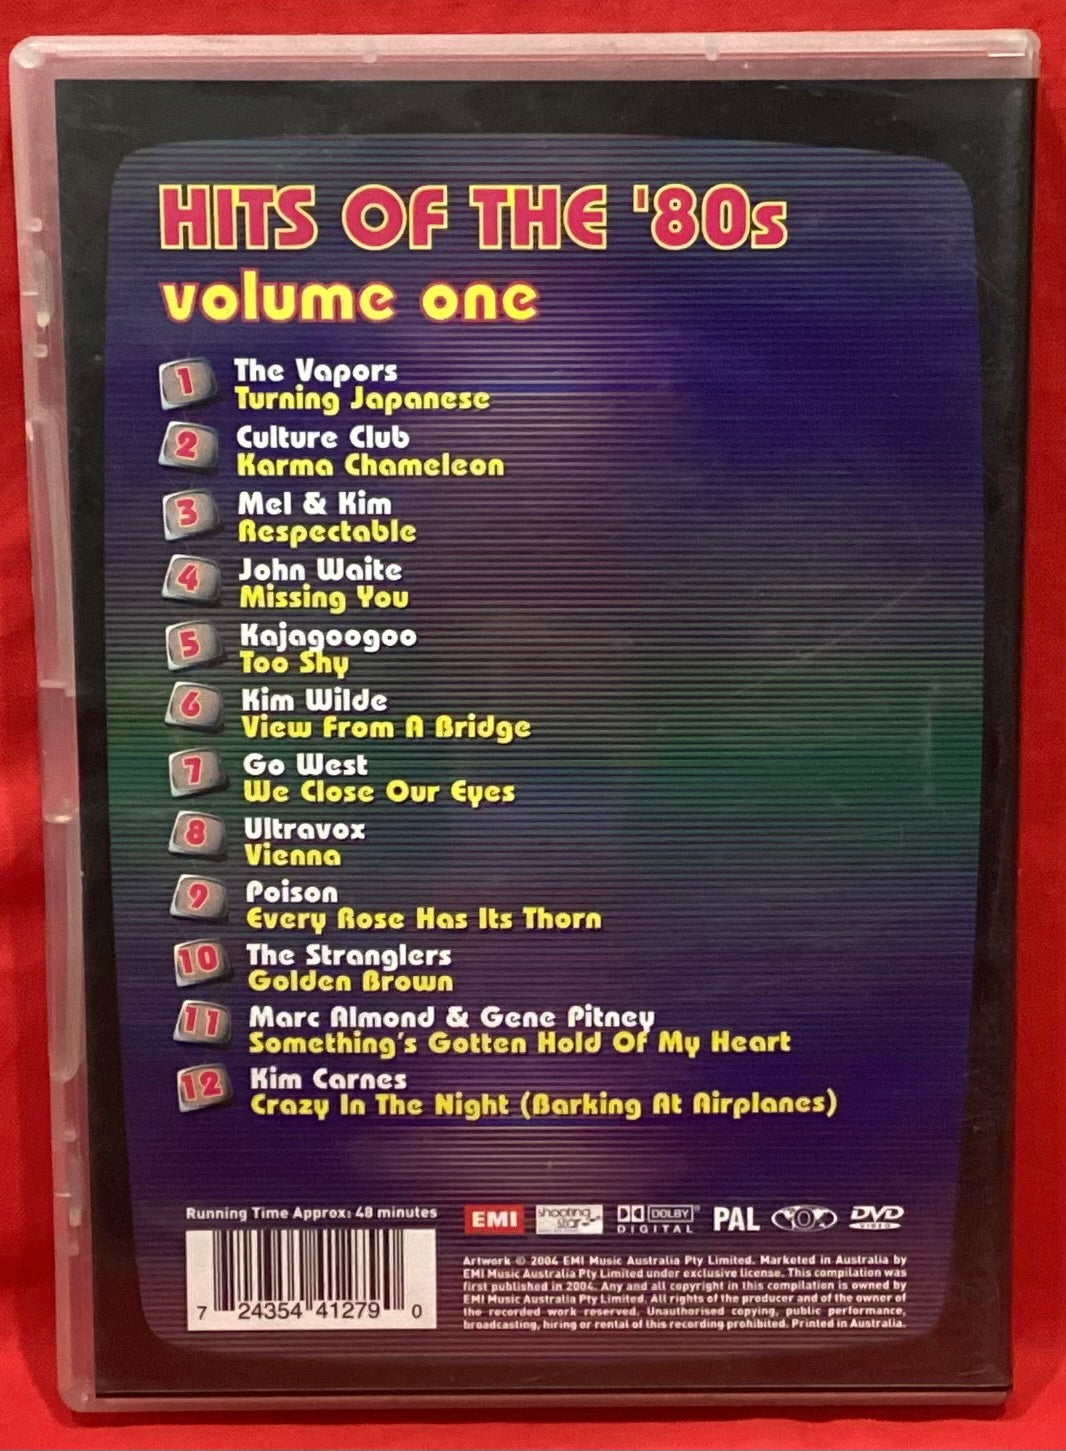 HITS OF THE '80s
volume one
1
The Vapors
Turning Japanese
2
Culture Club
Karma Chameleon
3
Mel & Kim
Respectable
4
John Waite
Missing You
5
Kajagoogoo
Too Shy
6
Kim Wilde
View From A Bridge
7
Go West
We Close Our Eyes
8
Ultravox
Vienna
9
Poison
Every Rose Has Its Thorn
10
The Stranglers
Golden Brown
11
Marc Almond & Gene Pitney
Something's Gotten Hold Of My Heart
12
Kim Carnes
Crazy In The Night (Barking At Airplanes)
Running Time Approx: 48 minutes
EMI
shooting star
DOLBY DIGITAL
PAL
0
DVD VIDEO
7 24354 41279 0
Artwork © 2004 EMI Music Australia Pty Limited. Marketed in Australia by
EMI Music Australia Pty Limited under exclusive license. This compilation was
first published in 2004. Any and all copyright in this compilation is owned by
EMI Music Australia Pty Limited. All rights of the producer and of the owner of
the recorded work reserved. Unauthorised copying, public performance,
broadcasting, hiring or rental of this recording prohibited. Printed in Australia.